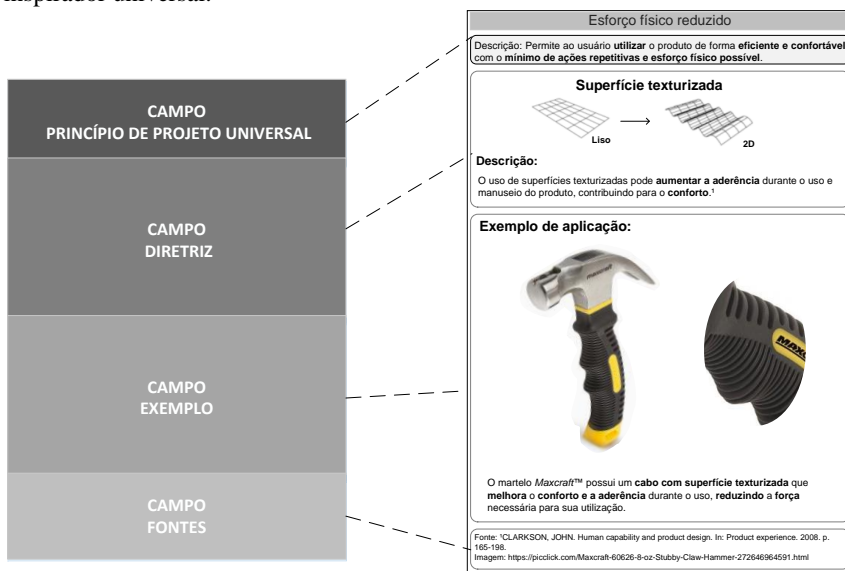 inspirador universal.
CAMPO
PRINCÍPIO DE PROJETO UNIVERSAL
CAMPO
DIRETRIZ
CAMPO
EXEMPLO
CAMPO
FONTES
Esforço físico reduzido
Descrição: Permite ao usuário utilizar o produto de forma eficiente e confortável
com o mínimo de ações repetitivas e esforço físico possível.
Superfície texturizada
Liso
2D
Descrição:
O uso de superfícies texturizadas pode aumentar a aderência durante o uso e
manuseio do produto, contribuindo para o conforto.¹
Exemplo de aplicação:
maxcraft
MAXC
O martelo Maxcraft™ possui um cabo com superfície texturizada que
melhora o conforto e a aderência durante o uso, reduzindo a força
necessária para sua utilização.
Fonte: ¹CLARKSON, JOHN. Human capability and product design. In: Product experience. 2008. p.
165-198.
Imagem: https://picclick.com/Maxcraft-60626-8-oz-Stubby-Claw-Hammer-272646964591.html